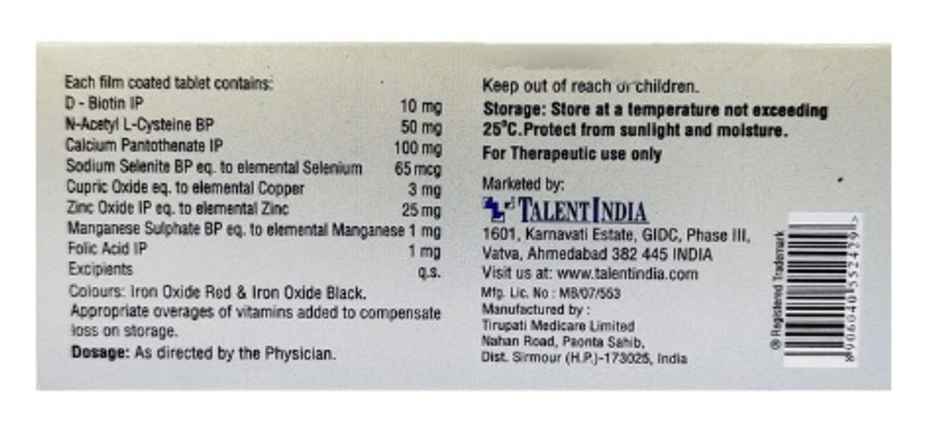 Each film coated tablet contains:
D - Biotin IP 10 mg
N-Acetyl L-Cysteine BP 50 mg
Calcium Pantothenate IP 100 mg
Sodium Selenite BP eq. to elemental Selenium 65 mcg
Cupric Oxide eq. to elemental Copper 3 mg
Zinc Oxide IP eq. to elemental Zinc 25 mg
Manganese Sulphate BP eq. to elemental Manganese 1 mg
Folic Acid IP 1 mg
Excipients q.s.
Colours: Iron Oxide Red & Iron Oxide Black.
Appropriate overages of vitamins added to compensate
loss on storage.
Dosage: As directed by the Physician.
Keep out of reach of children.
Storage: Store at a temperature not exceeding
25°C.Protect from sunlight and moisture.
For Therapeutic use only
Marketed by:
TALENTINDIA
1601, Karnavati Estate, GIDC, Phase III,
Vatva, Ahmedabad 382 445 INDIA
Visit us at: www.talentindia.com
Mfg. Lic. No : MB/07/553
Manufactured by :
Tirupati Medicare Limited
Nahan Road, Paonta Sahib,
Dist. Sirmour (H.P.)-173025, India
® Registered Trademark
8906040552429>